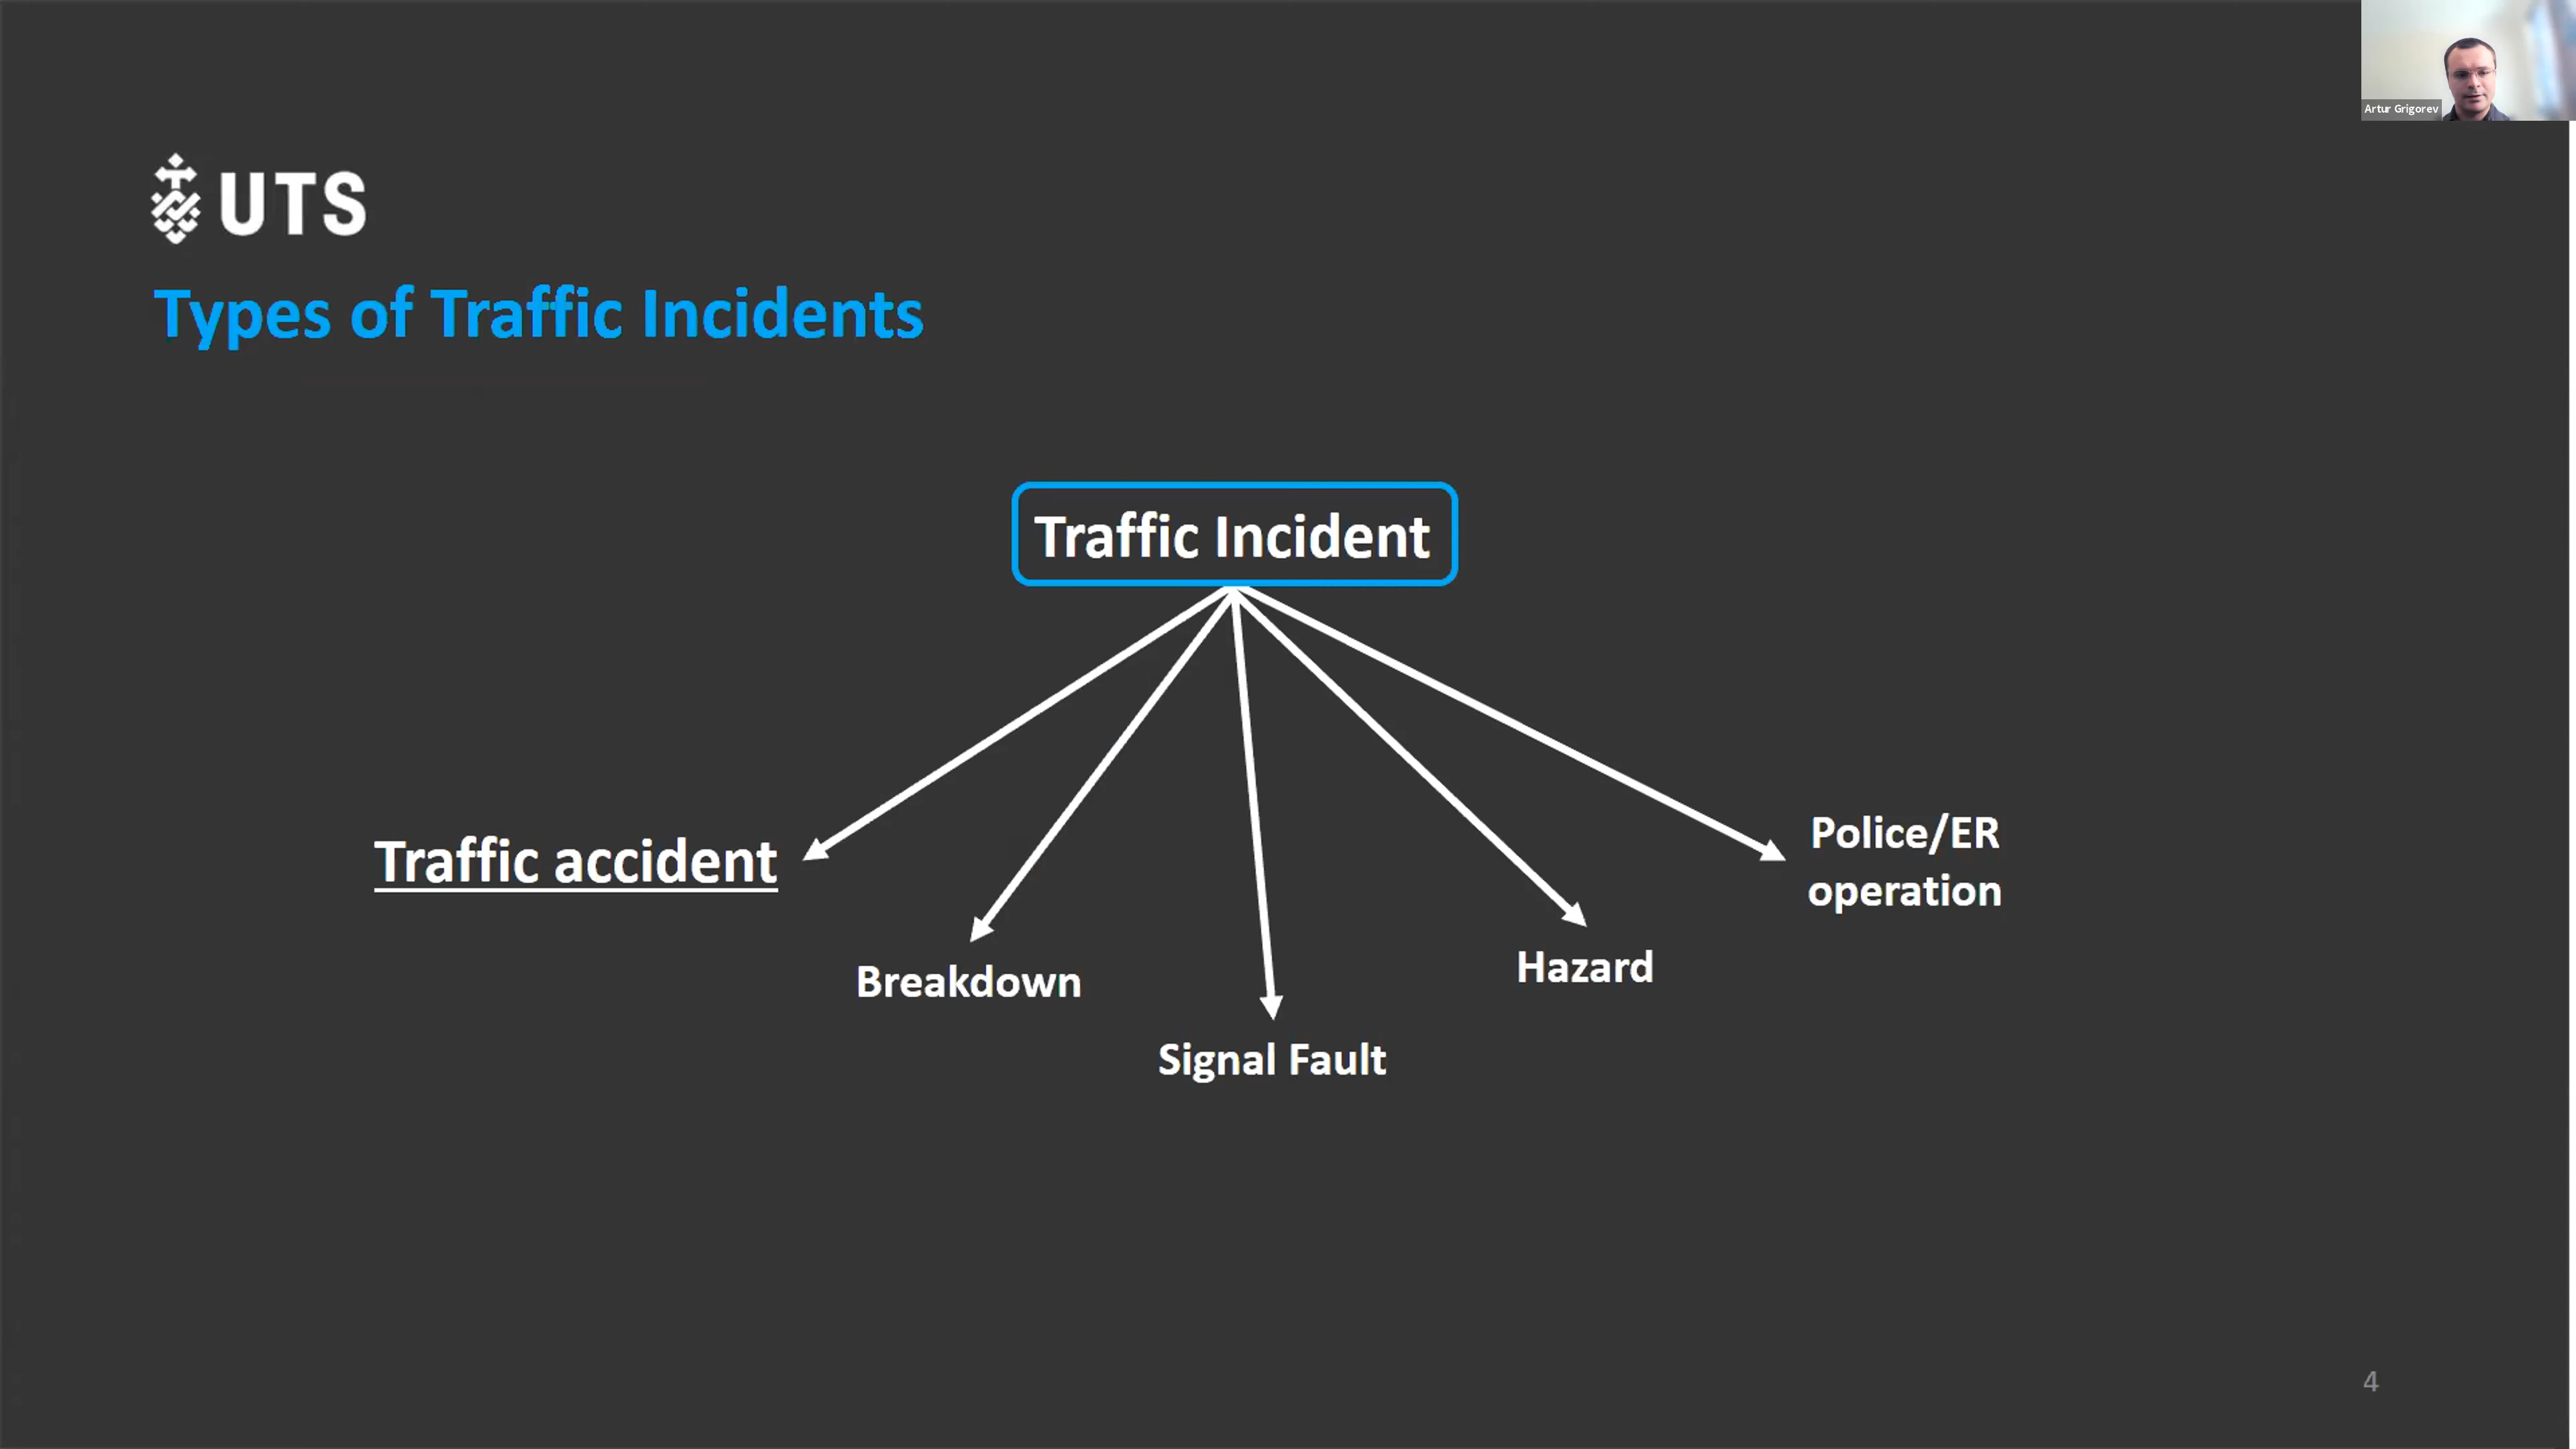 Artur Grigorev
UTS
Types of Traffic Incidents
Traffic Incident
Traffic accident
Breakdown
Signal Fault
Hazard
Police/ER
operation
4